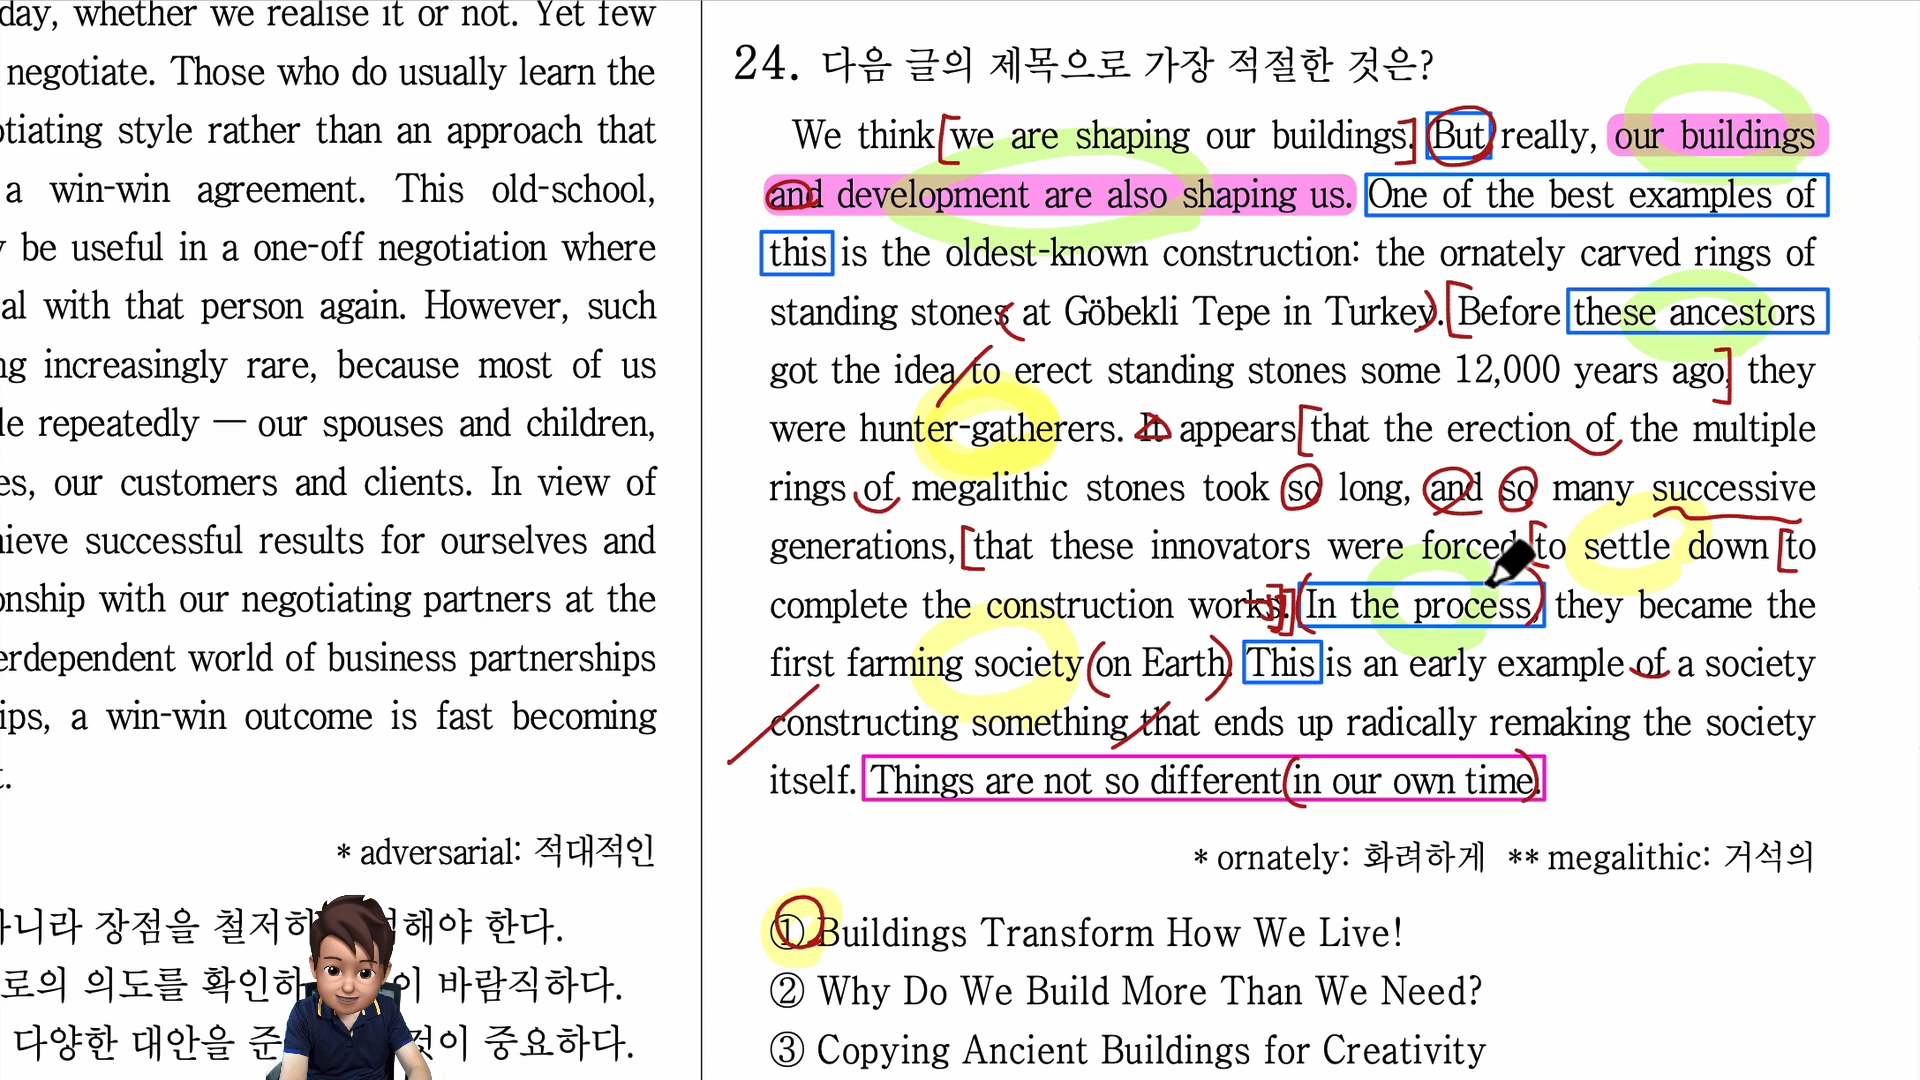 day, whether we realise it or not. Yet few
negotiate. Those who do usually learn the
otiating style rather than an approach that
a win-win agreement. This old-school,
y be useful in a one-off negotiation where
al with that person again. However, such
ng increasingly rare, because most of us
le repeatedly — our spouses and children,
es, our customers and clients. In view of
nieve successful results for ourselves and
onship with our negotiating partners at the
erdependent world of business partnerships
ips, a win-win outcome is fast becoming
t.
* adversarial: 적대적인
아니라 장점을 철저히 해야 한다.
로의 의도를 확인하 이 바람직하다.
다양한 대안을 준 것이 중요하다.
24. 다음 글의 제목으로 가장 적절한 것은?
We think we are shaping our buildings. But really, our buildings
and development are also shaping us. One of the best examples of
this is the oldest-known construction: the ornately carved rings of
standing stones at Göbekli Tepe in Turkey. Before these ancestors
got the idea to erect standing stones some 12,000 years ago, they
were hunter-gatherers. It appears that the erection of the multiple
rings of megalithic stones took so long, and so many successive
generations, that these innovators were forced to settle down to
complete the construction works. In the process, they became the
first farming society on Earth. This is an early example of a society
constructing something that ends up radically remaking the society
itself. Things are not so different in our own time.
* ornately: 화려하게 ** megalithic: 거석의
① Buildings Transform How We Live!
② Why Do We Build More Than We Need?
③ Copying Ancient Buildings for Creativity